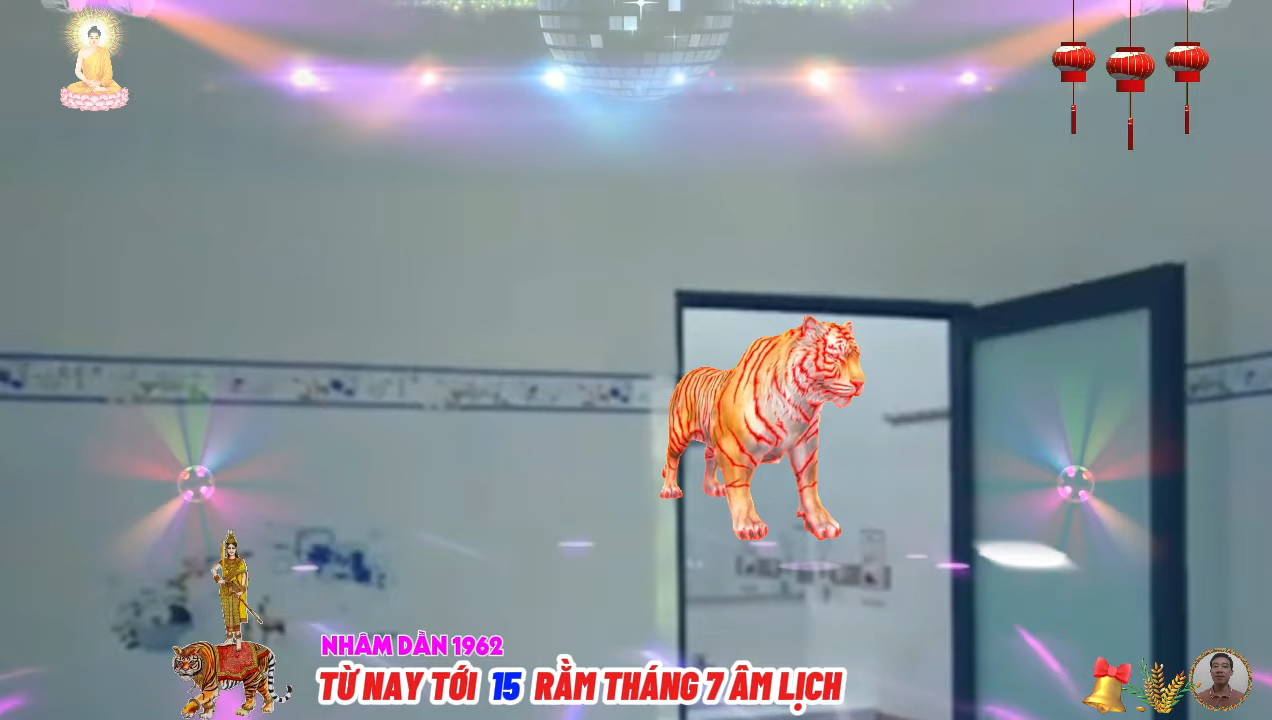 NHÂM DẦN 1962
TỪ NAY TỚI 15 RẰM THÁNG 7 ÂM LỊCH